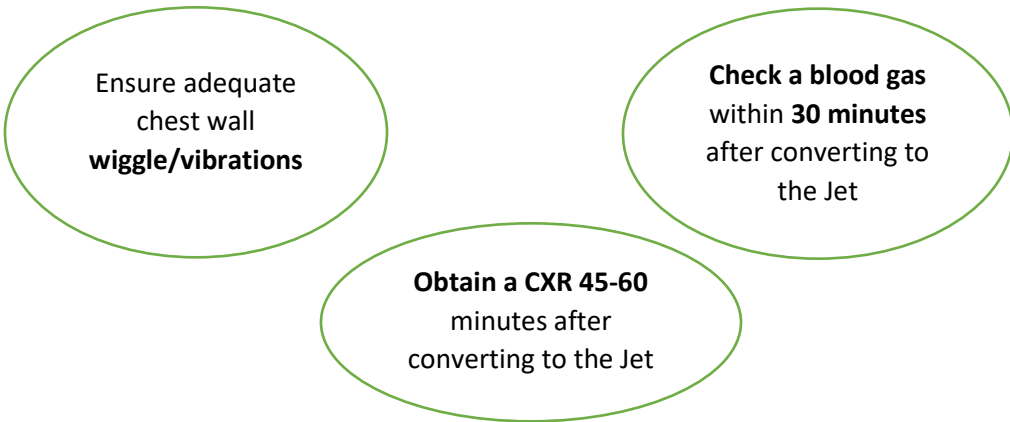 Ensure adequate
chest wall
wiggle/vibrations
Check a blood gas
within 30 minutes
after converting to
the Jet
Obtain a CXR 45-60
minutes after
converting to the Jet